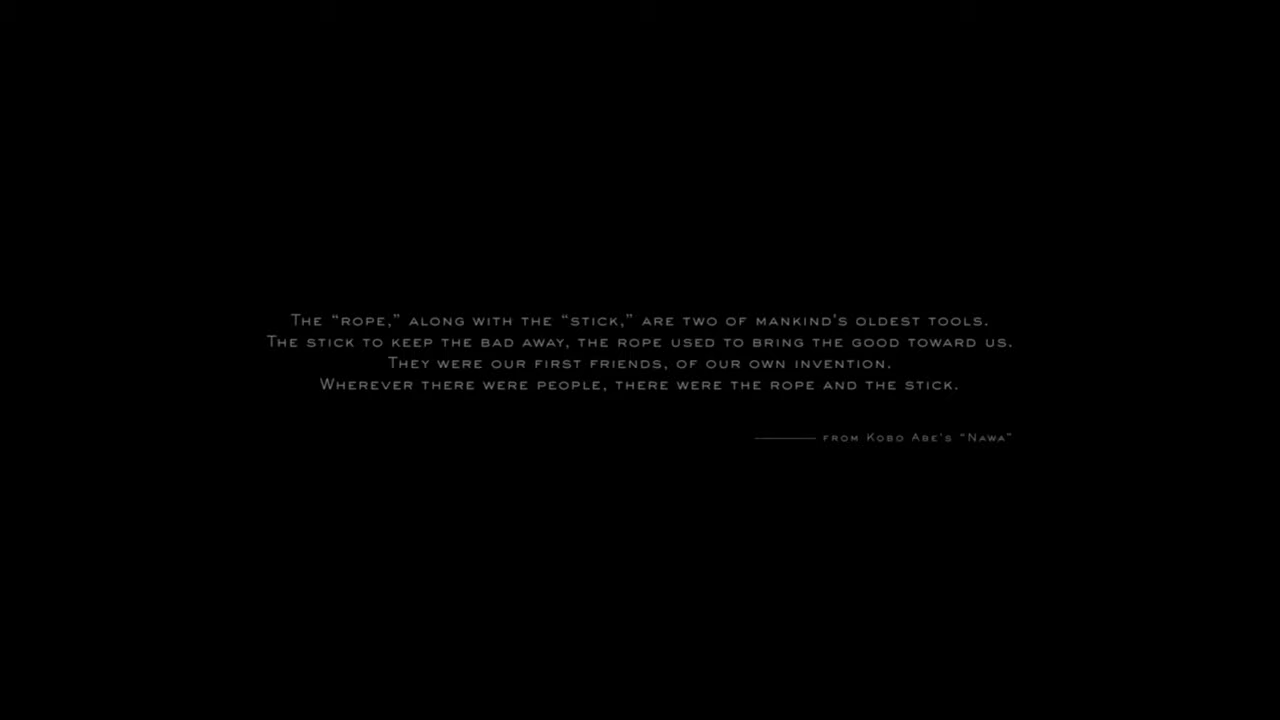 The “rope,” along with the “stick,” are two of mankind's oldest tools.
The stick to keep the bad away, the rope used to bring the good toward us.
They were our first friends, of our own invention.
Wherever there were people, there were the rope and the stick.
——— from Kobo Abe's “Nawa”